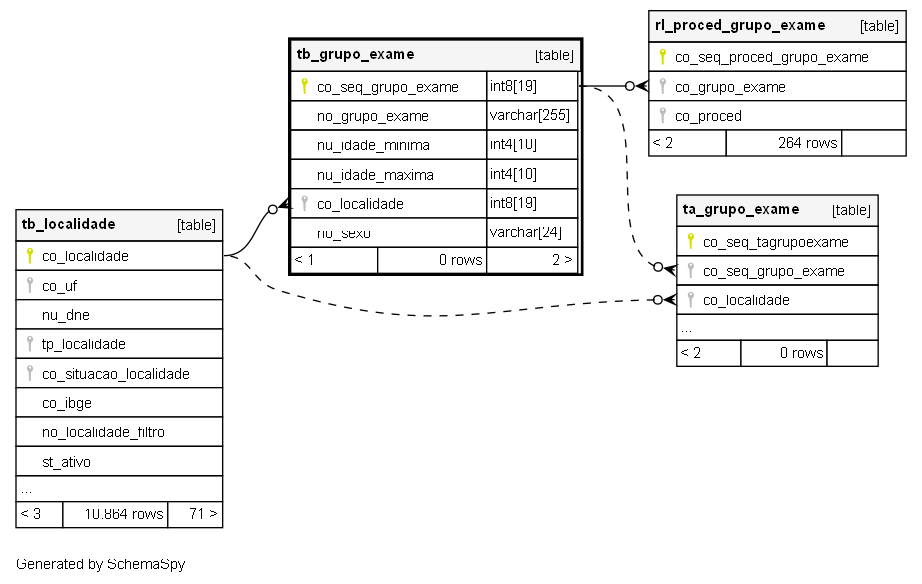 tb_grupo_exame [table]
co_seq_grupo_exame int8[19]
no_grupo_exame varchar[255]
nu_idade_minima int4[10]
nu_idade_maxima int4[10]
co_localidade int8[19]
no_sexo varchar[24]
< 1 0 rows 2 >
rl_proced_grupo_exame [table]
co_seq_proced_grupo_exame
co_grupo_exame
co_proced
< 2 264 rows
ta_grupo_exame [table]
co_seq_tagrupoexame
co_seq_grupo_exame
co_localidade
...
< 2 0 rows
tb_localidade [table]
co_localidade
co_uf
nu_dne
tp_localidade
co_situacao_localidade
co_ibge
no_localidade_filtro
st_ativo
...
< 3 10.864 rows 71 >
Generated by SchemaSpy